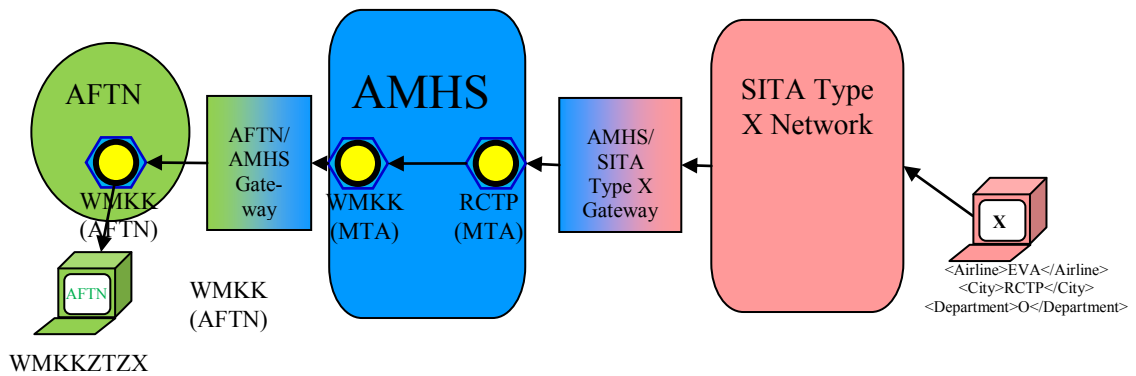 AFTN
AMHS
SITA Type
X Network
AFTN/
AMHS
Gate-
way
AMHS/
SITA
Type X
Gateway
WMKK
(AFTN)
WMKK
(MTA)
RCTP
(MTA)
X
<Airline>EVA</Airline>
<City>RCTP</City>
<Department>O</Department>
AFTN
WMKK
(AFTN)
WMKKZTZX